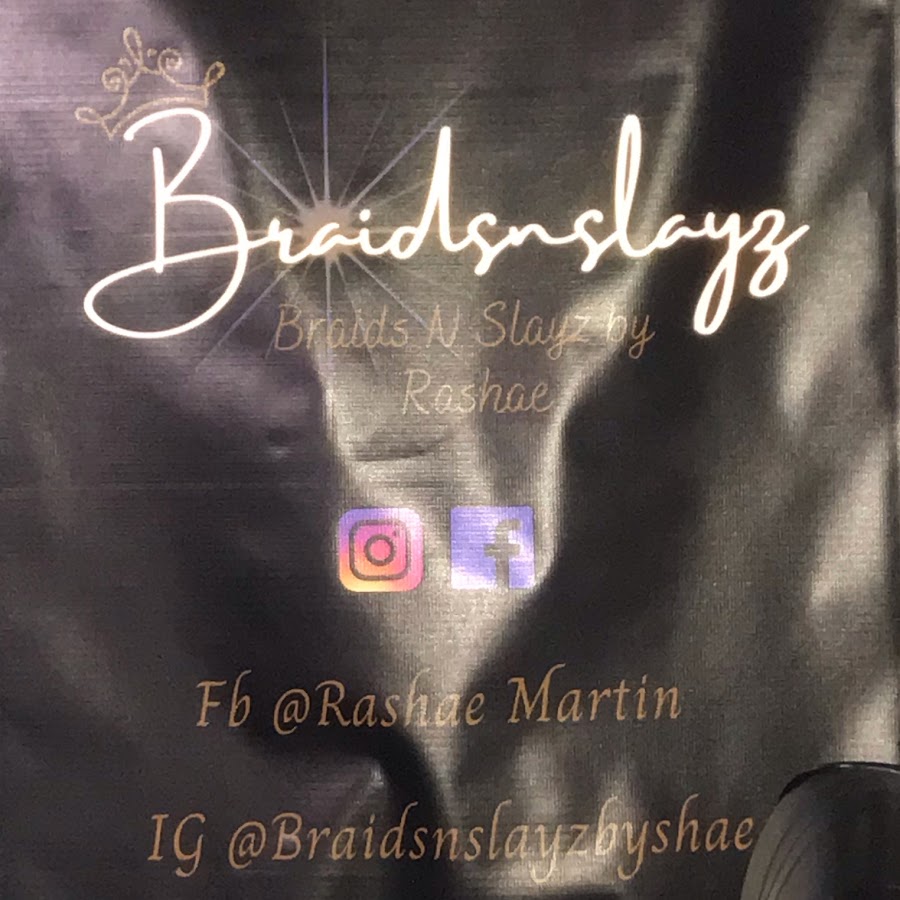 Braidsnslayz
Braids N Slayz by
Rashae
Fb @Rashae Martin
IG @Braidsnslayzbyshae